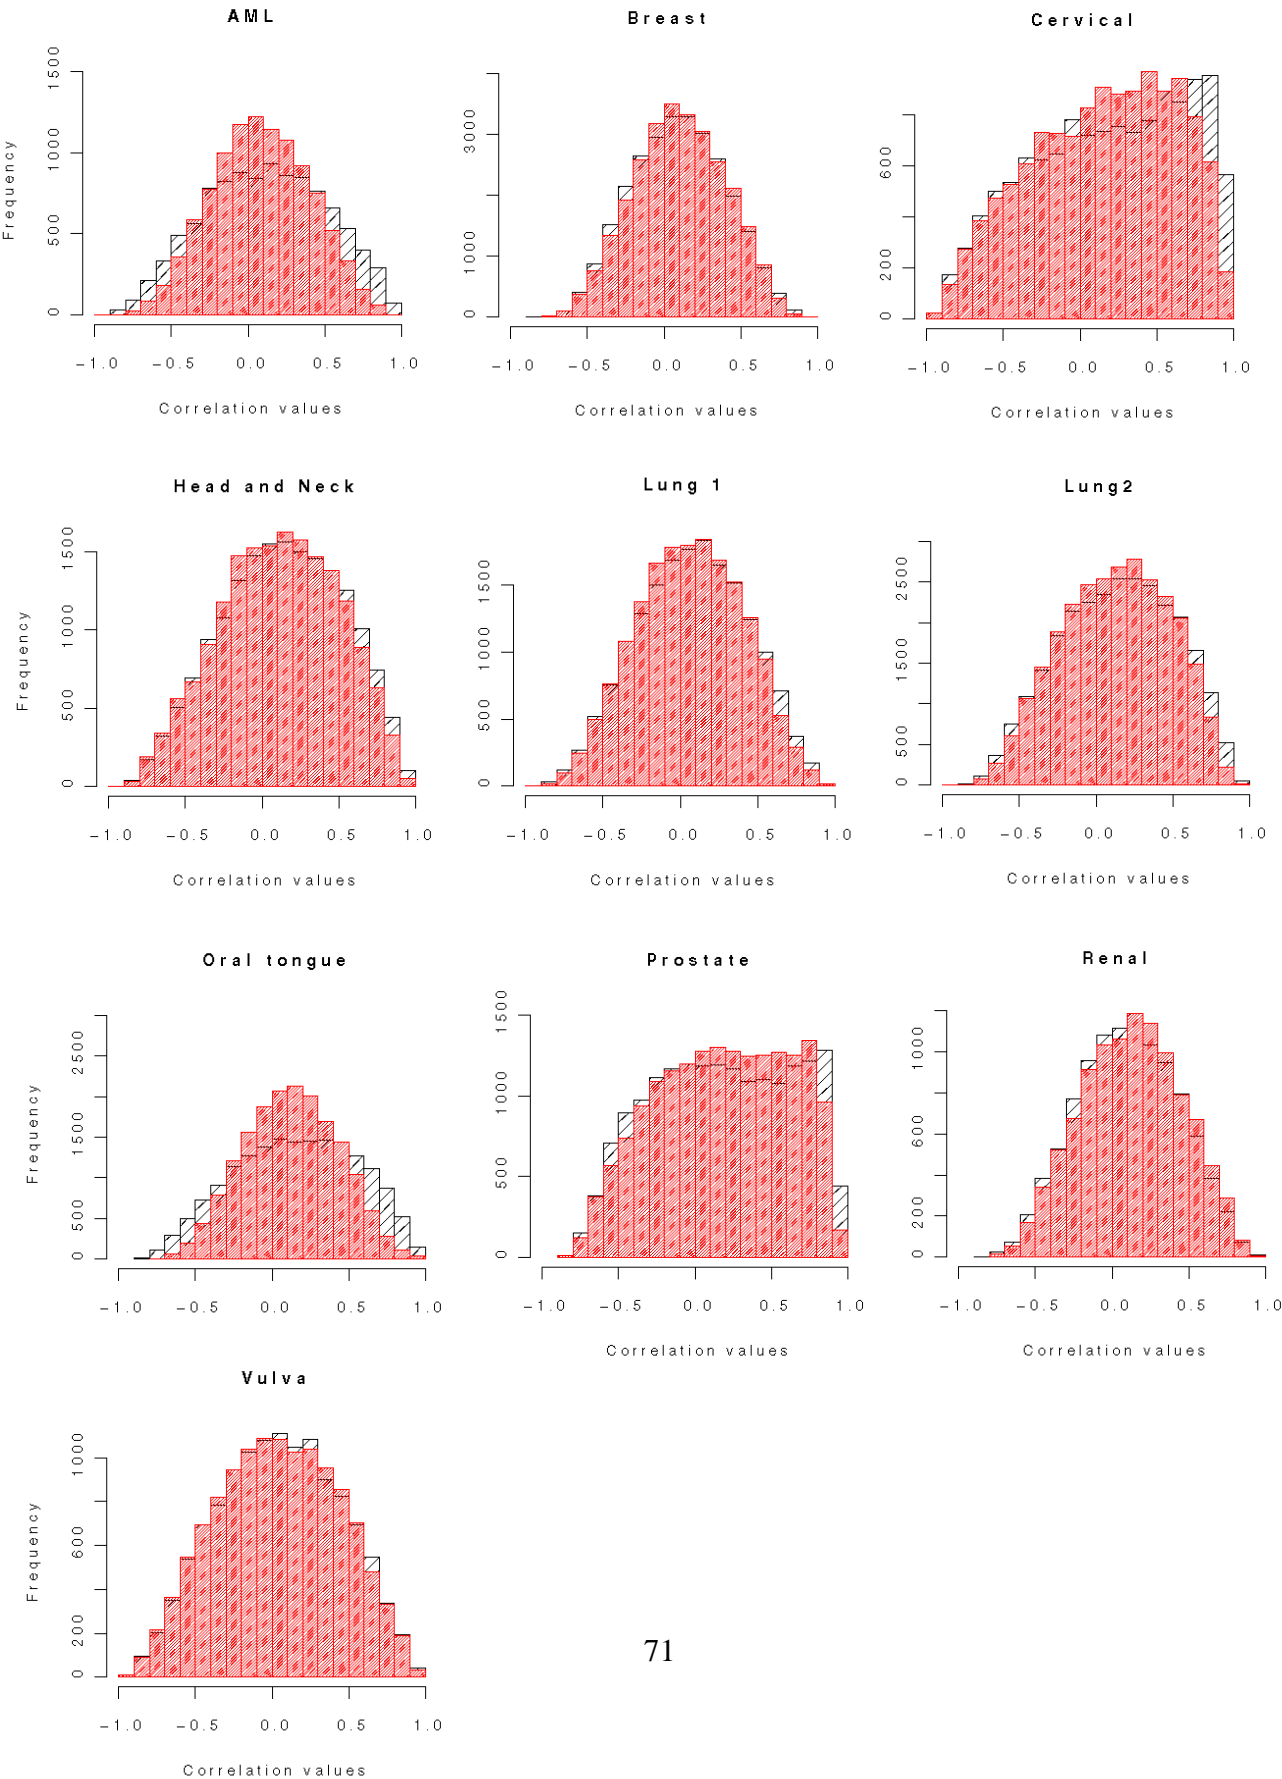 AML Breast Cervical
Frequency
0 500 1000 1500
0 1000 3000
0 200 600
-1.0 -0.5 0.0 0.5 1.0
-1.0 -0.5 0.0 0.5 1.0
-1.0 -0.5 0.0 0.5 1.0
Correlation values Correlation values Correlation values
Head and Neck Lung 1 Lung2
Frequency
0 500 1000 1500
0 500 1000 1500
0 500 1500 2500
-1.0 -0.5 0.0 0.5 1.0
-1.0 -0.5 0.0 0.5 1.0
-1.0 -0.5 0.0 0.5 1.0
Correlation values Correlation values Correlation values
Oral tongue Prostate Renal
Frequency
0 500 1500 2500
0 500 1000 1500
0 200 600 1000
-1.0 -0.5 0.0 0.5 1.0
-1.0 -0.5 0.0 0.5 1.0
-1.0 -0.5 0.0 0.5 1.0
Correlation values Correlation values
Vulva
Frequency
0 200 600 1000
-1.0 -0.5 0.0 0.5 1.0
Correlation values
71